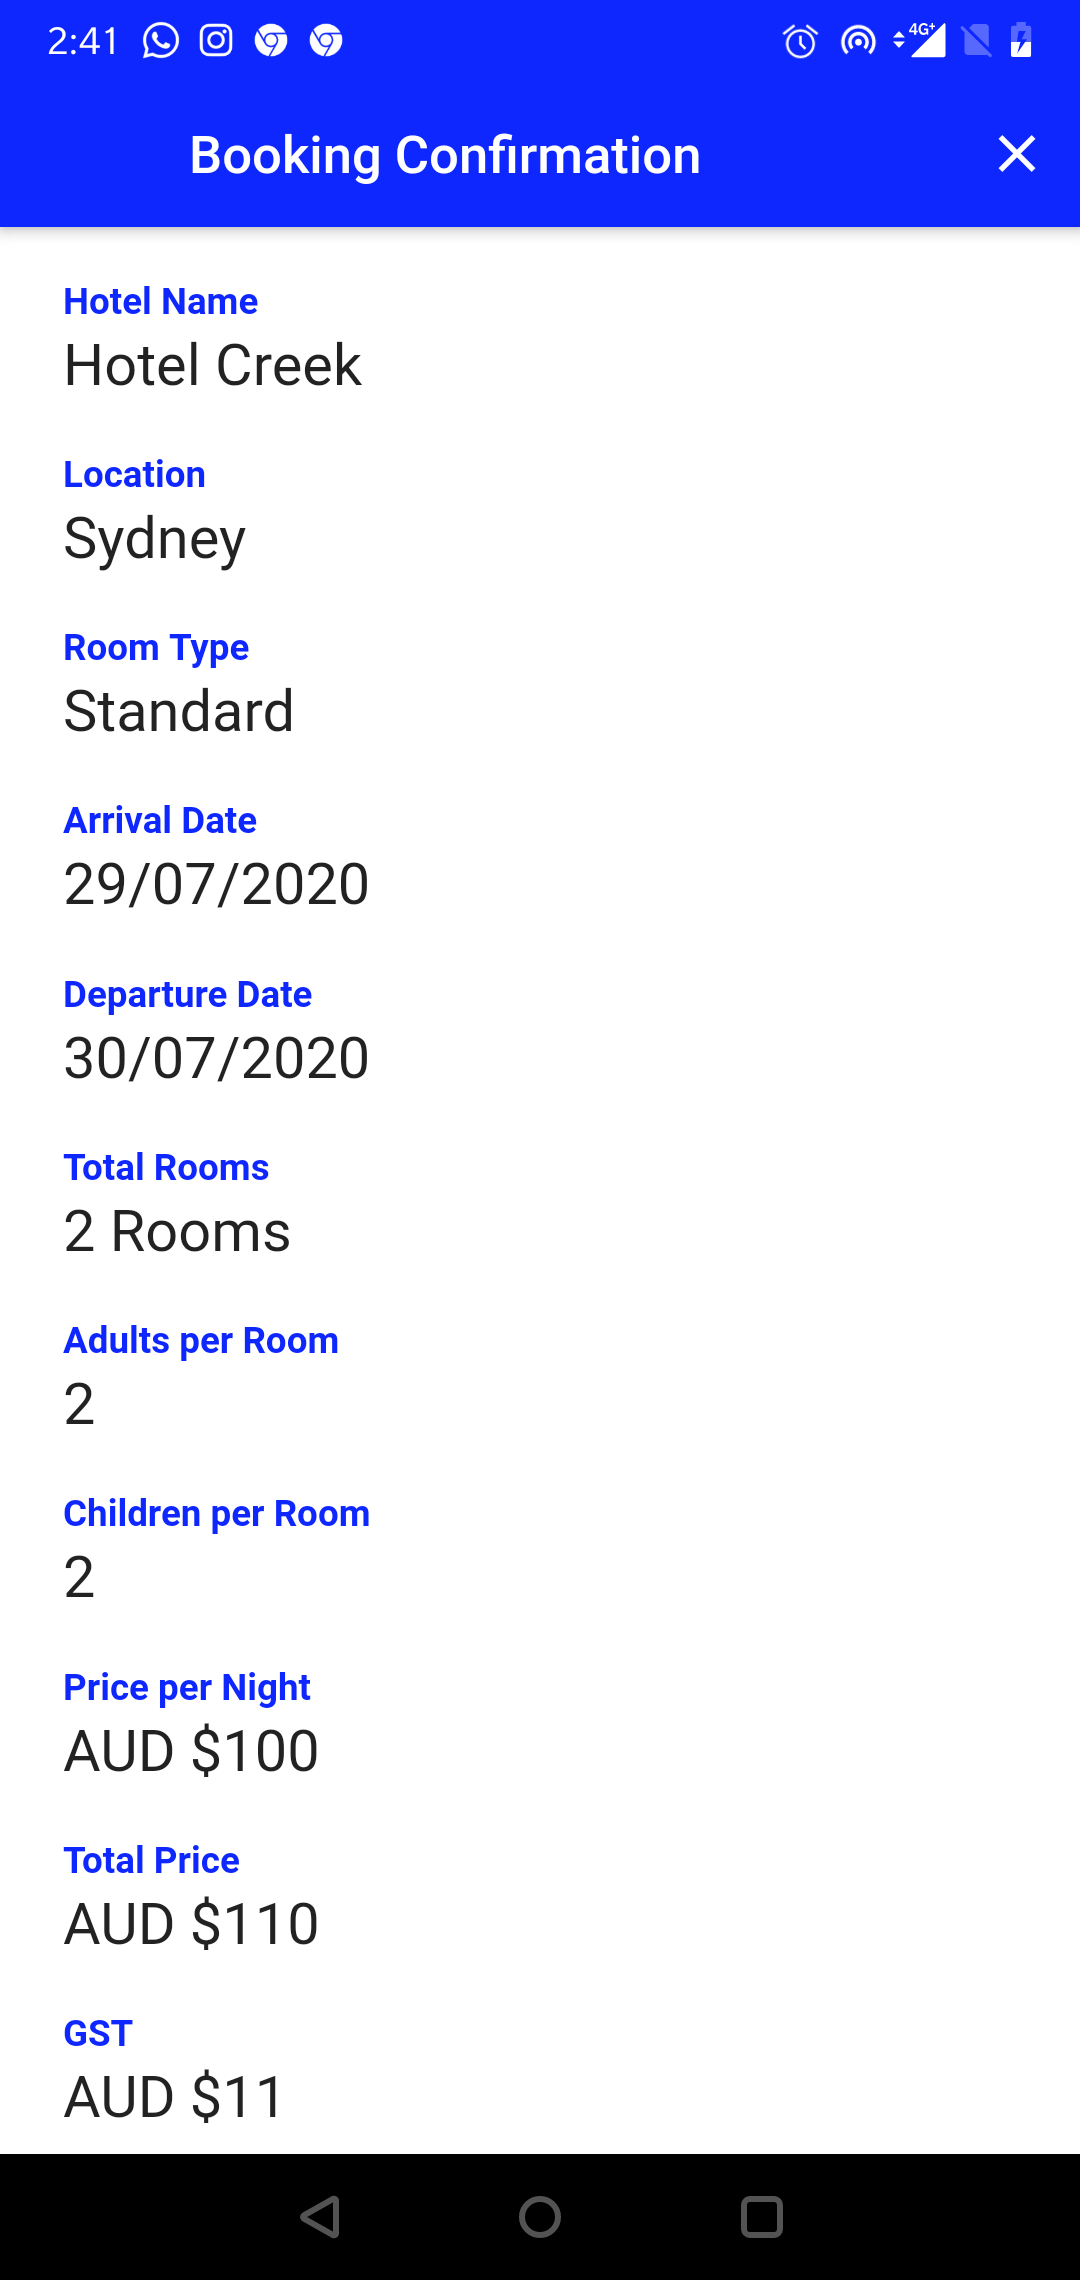 2:41
4G+
Booking Confirmation
Hotel Name
Hotel Creek
Location
Sydney
Room Type
Standard
Arrival Date
29/07/2020
Departure Date
30/07/2020
Total Rooms
2 Rooms
Adults per Room
2
Children per Room
2
Price per Night
AUD $100
Total Price
AUD $110
GST
AUD $11